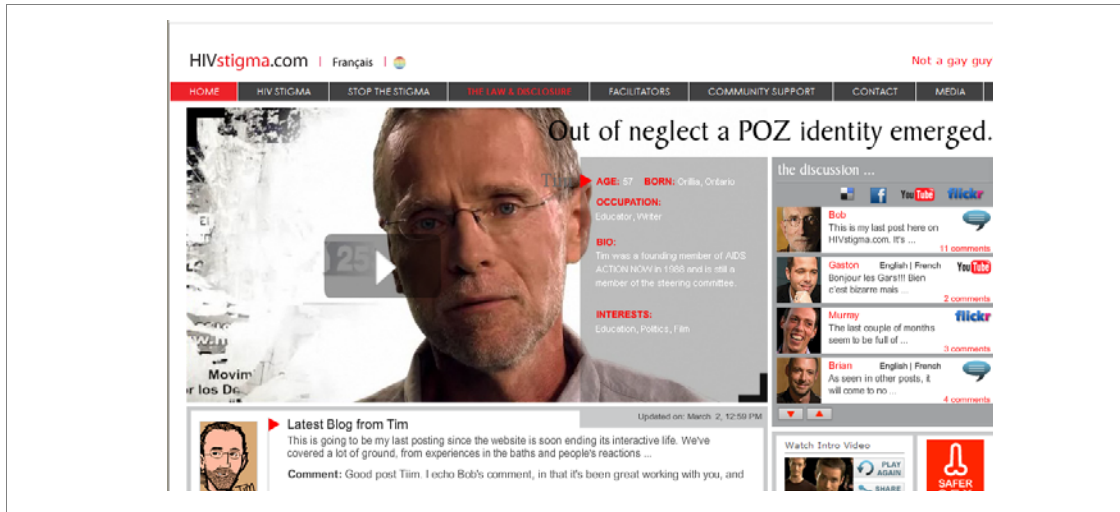 HIVstigma.com | Français |
Not a gay guy
HOME HIV STIGMA STOP THE STIGMA THE LAW & DISCLOSURE FACILITATORS COMMUNITY SUPPORT CONTACT MEDIA
Out of neglect a POZ identity emerged.
AGE: 57 BORN: Orillia, Ontario
OCCUPATION:
Educator, Writer
BIO:
Tim was a founding member of AIDS
ACTION NOW in 1988 and is still a
member of the steering committee.
INTERESTS:
Education, Politics, Film
25
Movim
or los De
the discussion ...
YouTube flickr
Bob
This is my last post here on
HIVstigma.com. It's ...
11 comments
Gaston English | French YouTube
Bonjour les Gars!!! Bien
c'est bizarre mais ...
2 comments
Murray flickr
The last couple of months
seem to be full of ...
3 comments
Brian English | French
As seen in other posts, it
will come to no ...
4 comments
Updated on: March 2, 12:59 PM
Latest Blog from Tim
This is going to be my last posting since the website is soon ending its interactive life. We've
covered a lot of ground, from experiences in the baths and people's reactions ...
Comment: Good post Tiim. I echo Bob's comment, in that it's been great working with you, and
Watch Intro Video
PLAY
AGAIN
SHARE
SAFER